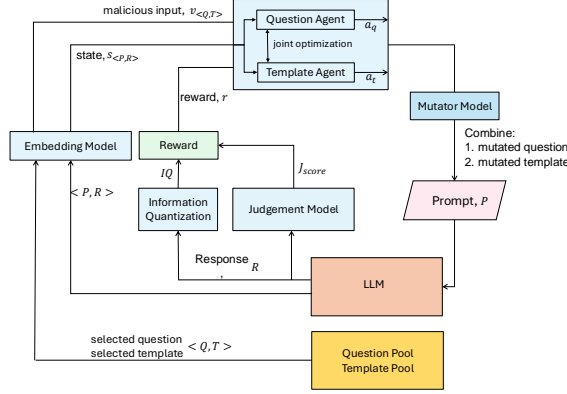 malicious input, v<Q,T>
Question Agent
a_q
state, s<P,R>
joint optimization
Template Agent
a_t
reward, r
Mutator Model
Embedding Model
Reward
Combine:
1. mutated question
2. mutated template
IQ
J_score
< P, R >
Information
Quantization
Judgement Model
Prompt, P
Response
, R
LLM
selected question
selected template < Q, T >
Question Pool
Template Pool